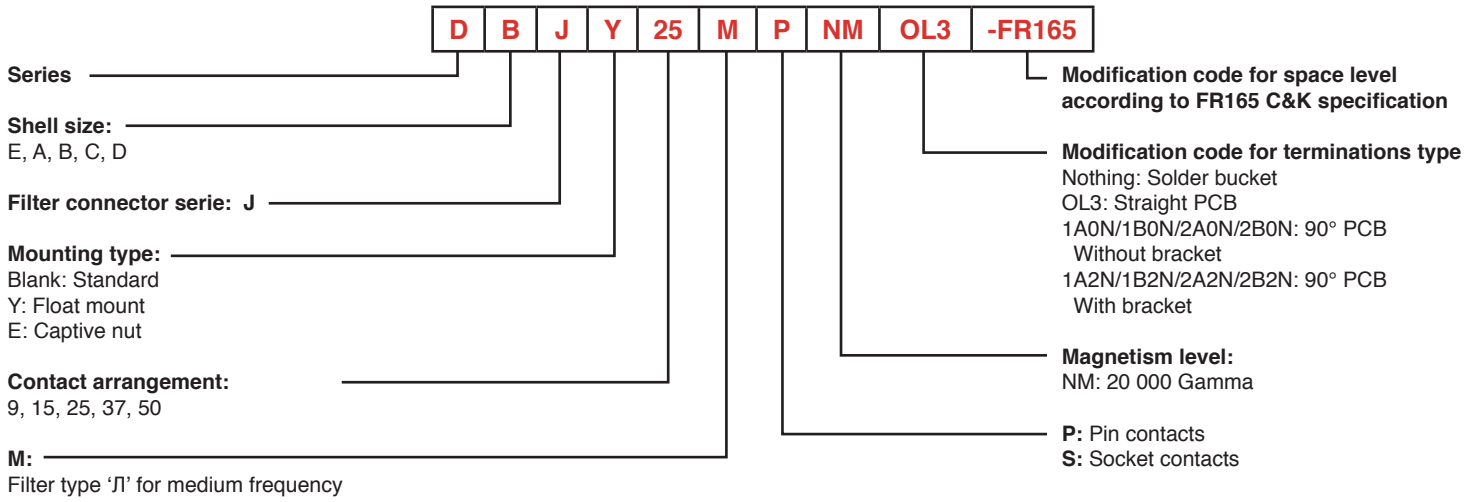 D B J Y 25 M P NM OL3 -FR165
Series
Shell size:
E, A, B, C, D
Filter connector serie: J
Mounting type:
Blank: Standard
Y: Float mount
E: Captive nut
Contact arrangement:
9, 15, 25, 37, 50
M:
Filter type ‘Л’ for medium frequency
Modification code for space level
according to FR165 C&K specification
Modification code for terminations type
Nothing: Solder bucket
OL3: Straight PCB
1A0N/1B0N/2A0N/2B0N: 90° PCB
Without bracket
1A2N/1B2N/2A2N/2B2N: 90° PCB
With bracket
Magnetism level:
NM: 20 000 Gamma
P: Pin contacts
S: Socket contacts